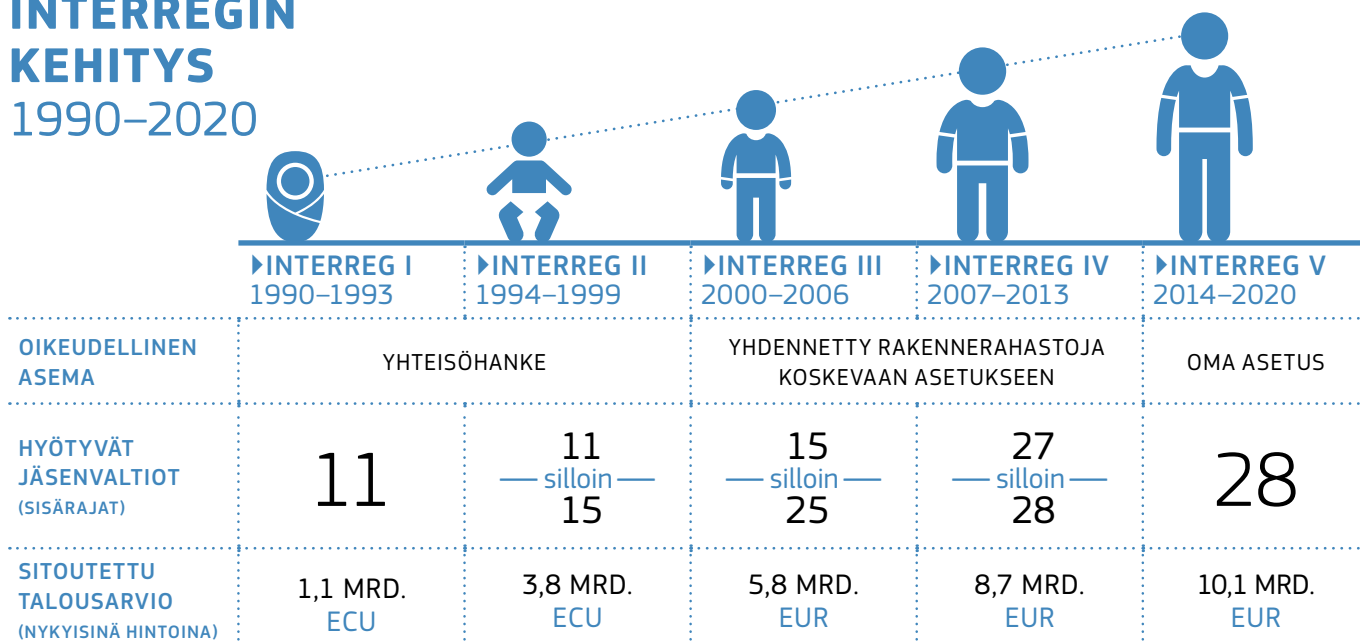 INTERREGIN
KEHITYS
1990–2020
INTERREG I
1990–1993
INTERREG II
1994–1999
INTERREG III
2000–2006
INTERREG IV
2007–2013
INTERREG V
2014–2020
OIKEUDELLINEN
ASEMA
YHTEISÖHANKE
YHDENNETTY RAKENNERAHASTOJA
KOSKEVAAN ASETUKSEEN
OMA ASETUS
HYÖTYVÄT
JÄSENVALTIOT
(SISÄRAJAT)
11
11
silloin
15
15
silloin
25
27
silloin
28
28
SITOUTETTU
TALOUSARVIO
(NYKYISINÄ HINTOINA)
1,1 MRD.
ECU
3,8 MRD.
ECU
5,8 MRD.
EUR
8,7 MRD.
EUR
10,1 MRD.
EUR